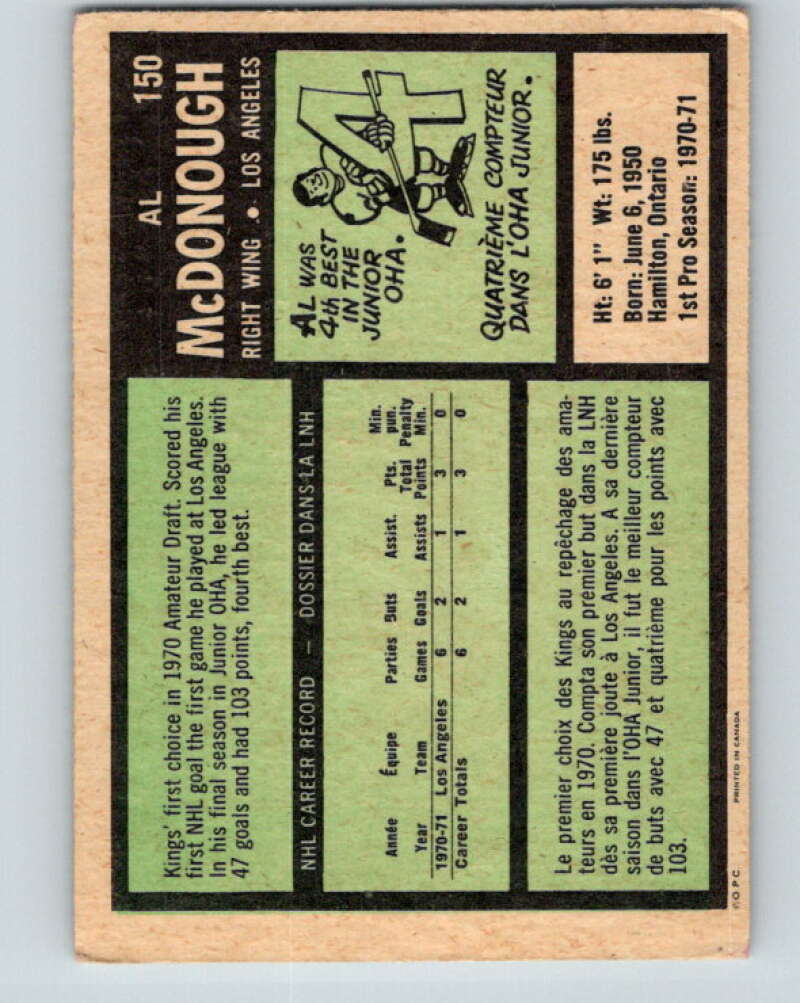 AL 150
McDONOUGH
RIGHT WING • LOS ANGELES
Kings' first choice in 1970 Amateur Draft. Scored his
first NHL goal the first game he played at Los Angeles.
In his final season in Junior OHA, he led league with
47 goals and had 103 points, fourth best.
AL WAS
4th BEST
IN THE
JUNIOR
OHA.
4
QUATRIÈME COMPTEUR
DANS L'OHA JUNIOR.
NHL CAREER RECORD — DOSSIER DANS LA LNH
Année Équipe Parties Buts Assist. Pts. Min. pun.
Year Team Games Goals Assists Total Points Penalty Min.
1970-71 Los Angeles 6 2 1 3 0
Career Totals 6 2 1 3 0
Le premier choix des Kings au repêchage des ama-
teurs en 1970. Compta son premier but dans la LNH
dès sa première joute à Los Angeles. A sa dernière
saison dans l'OHA Junior, il fut le meilleur compteur
de buts avec 47 et quatrième pour les points avec
103.
Ht: 6' 1" Wt: 175 lbs.
Born: June 6, 1950
Hamilton, Ontario
1st Pro Season: 1970-71
© O.P.C. PRINTED IN CANADA